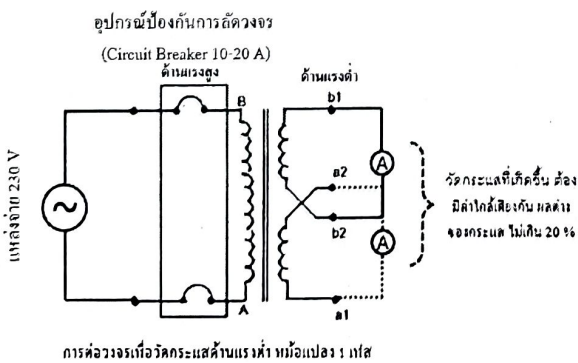 อุปกรณ์ป้องกันการลัดวงจร
(Circuit Breaker 10-20 A)
ด้านแรงสูง
ด้านแรงต่ำ
แหล่งจ่าย 230 V
B
A
b1
a2
b2
a1
A
A
วัดกระแสที่เกิดขึ้น ต้อง
มีค่าใกล้เคียงกัน ผลต่าง
ของกระแส ไม่เกิน 20 %
การต่อวงจรเพื่อวัดกระแสด้านแรงต่ำ หม้อแปลง 1 เฟส